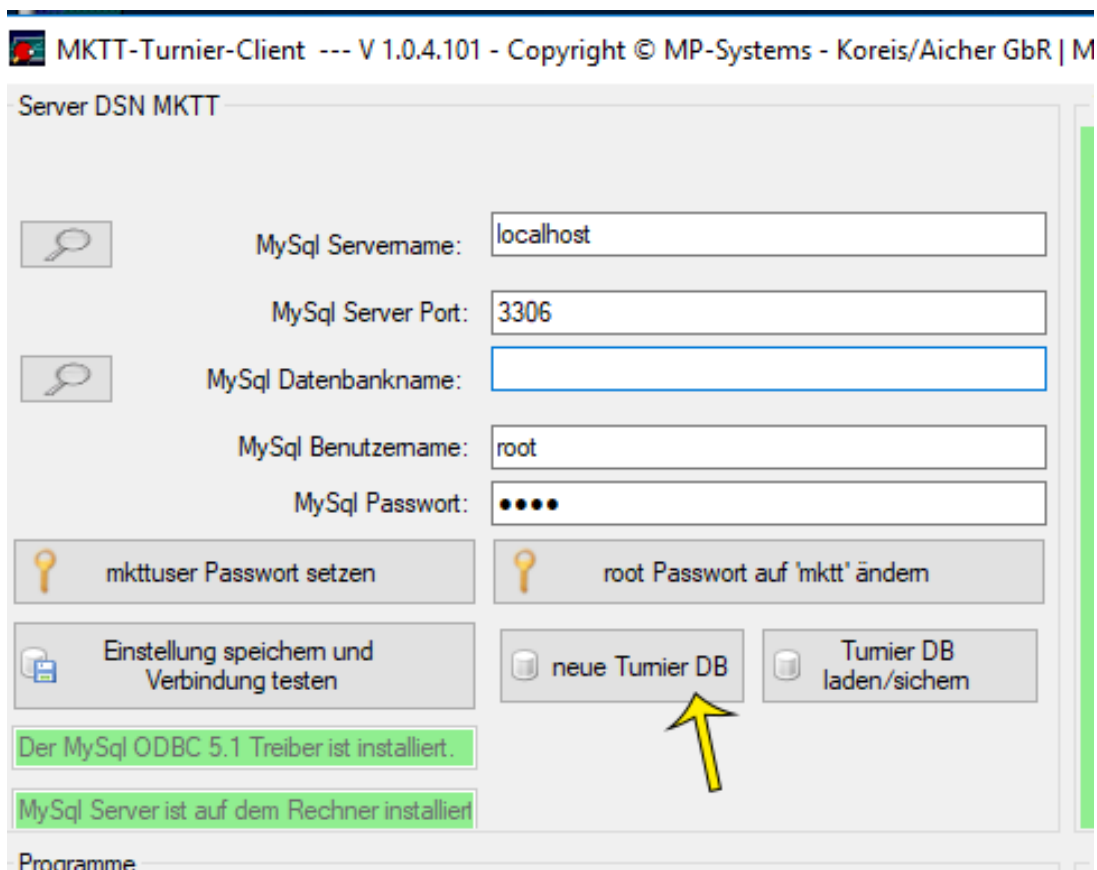 MKTT-Turnier-Client --- V 1.0.4.101 - Copyright © MP-Systems - Koreis/Aicher GbR | M
Server DSN MKTT
MySql Servername: localhost
MySql Server Port: 3306
MySql Datenbankname:
MySql Benutzername: root
MySql Passwort: ●●●●
mkttuser Passwort setzen
root Passwort auf 'mktt' ändern
Einstellung speichern und
Verbindung testen
neue Turnier DB
Turnier DB
laden/sichern
Der MySql ODBC 5.1 Treiber ist installiert.
MySql Server ist auf dem Rechner installiert
Programme